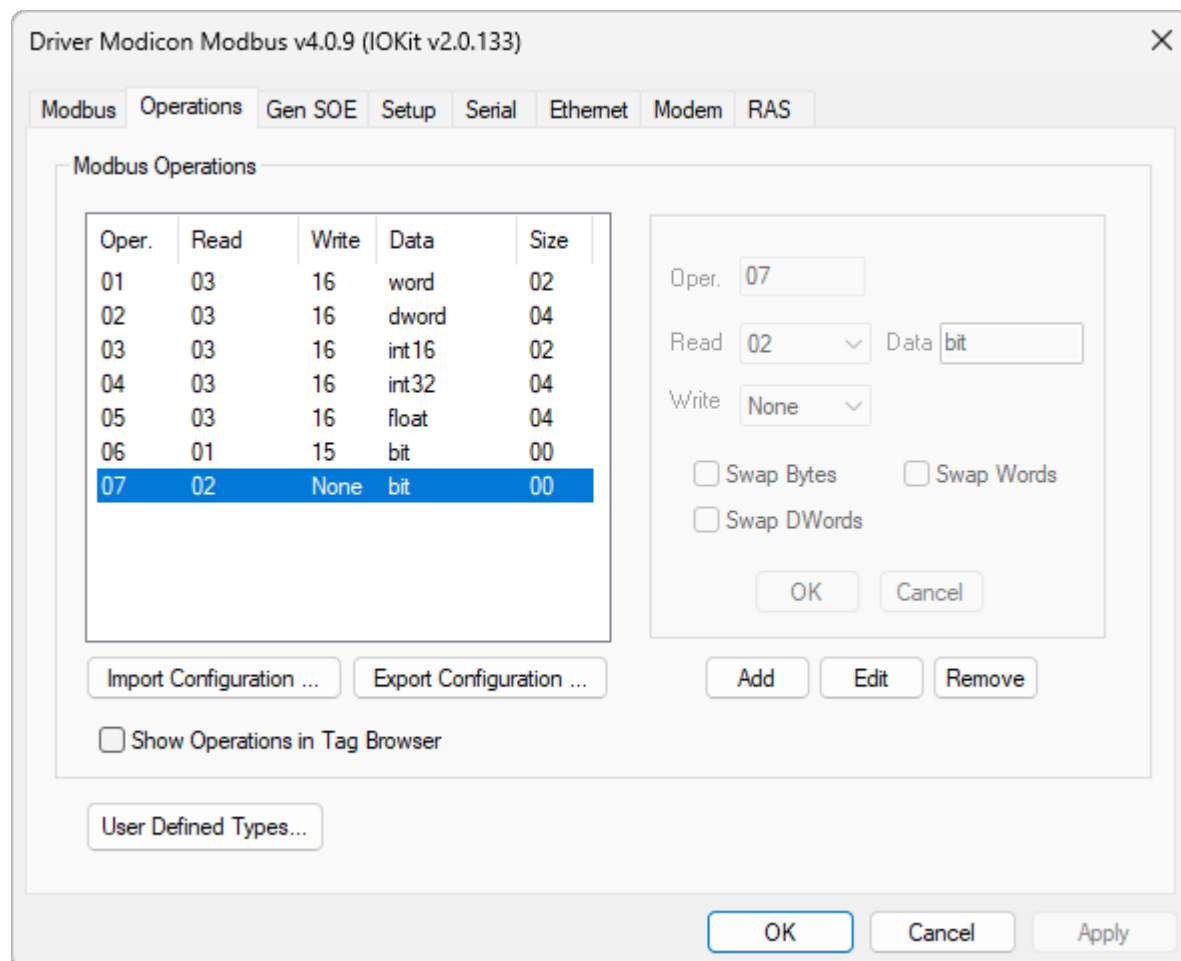 Driver Modicon Modbus v4.0.9 (IOKit v2.0.133)
Modbus Operations Gen SOE Setup Serial Ethernet Modem RAS
Modbus Operations
Oper. Read Write Data Size
01 03 16 word 02
02 03 16 dword 04
03 03 16 int16 02
04 03 16 int32 04
05 03 16 float 04
06 01 15 bit 00
07 02 None bit 00
Oper. 07
Read 02 Data bit
Write None
Swap Bytes Swap Words
Swap DWords
OK Cancel
Import Configuration ... Export Configuration ... Add Edit Remove
Show Operations in Tag Browser
User Defined Types...
OK Cancel Apply